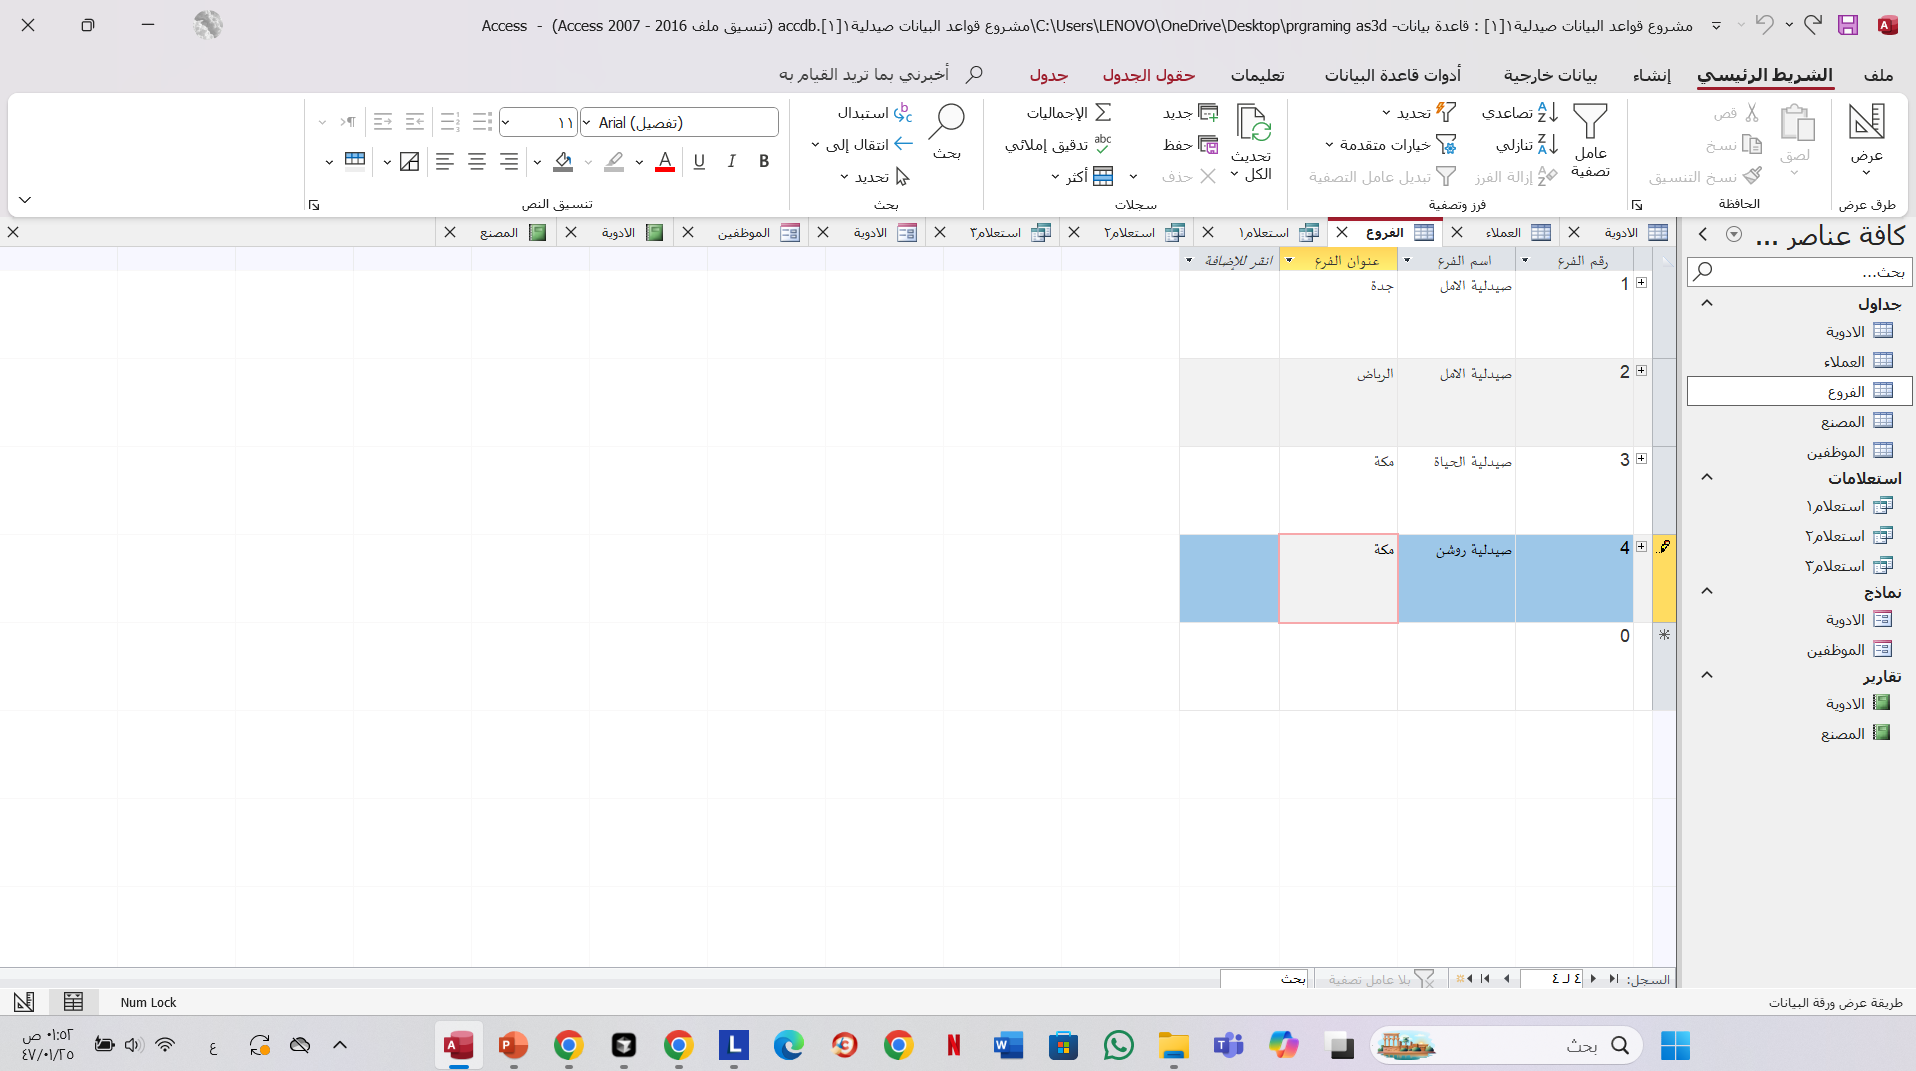 مشروع قواعد البيانات صيدلية١[١] : قاعدة بيانات- C:\Users\LENOVO\OneDrive\Desktop\prgraming as3d\مشروع قواعد البيانات صيدلية١[١].accdb (تنسيق ملف Access 2007 - 2016) - Access
ملف الشريط الرئيسي إنشاء بيانات خارجية أدوات قاعدة البيانات تعليمات حقول الجدول جدول أخبرني بما تريد القيام به
عرض
طرق عرض
لصق
قص
نسخ
نسخ التنسيق
الحافظة
عامل تصفية
تصاعدي
تنازلي
إزالة الفرز
تحديد
خيارات متقدمة
تبديل عامل التصفية
فرز وتصفية
تحديث الكل
جديد
حفظ
حذف
الإجماليات
تدقيق إملائي
أكثر
سجلات
بحث
استبدال
انتقال إلى
تحديد
بحث
Arial (تفصيل)
١١
B I U A
تنسيق النص
كافة عناصر ...
بحث...
جداول
الادوية
العملاء
الفروع
المصنع
الموظفين
استعلامات
استعلام١
استعلام٢
استعلام٣
نماذج
الادوية
الموظفين
تقارير
الادوية
المصنع
الادوية العملاء الفروع استعلام١ استعلام٢ استعلام٣ الادوية الموظفين الادوية المصنع
رقم الفرع اسم الفرع عنوان الفرع انقر للإضافة
1 صيدلية الامل جدة
2 صيدلية الامل الرياض
3 صيدلية الحياة مكة
4 صيدلية روشن مكة
0
السجل: ٤ لـ ٤ بلا عامل تصفية بحث
طريقة عرض ورقة البيانات Num Lock
بحث
ع
٠١:٥٢ ص
٤٧/٠١/٢٥